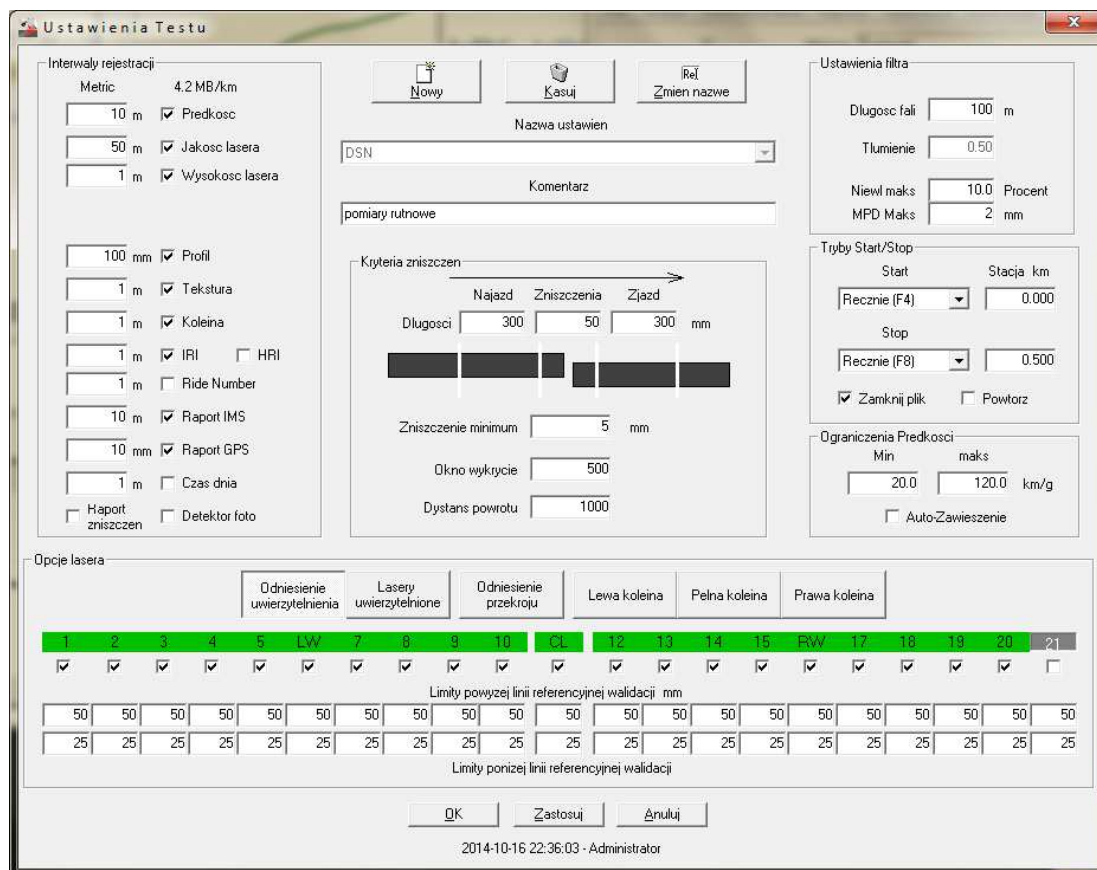 Ustawienia Testu
Interwaly rejestracji
Metric 4.2 MB/km
10 m Predkosc
50 m Jakosc lasera
1 m Wysokosc lasera
100 mm Profil
1 m Tekstura
1 m Koleina
1 m IRI HRI
1 m Ride Number
10 m Raport IMS
10 mm Raport GPS
1 m Czas dnia
Raport zniszczen Detektor foto
Nowy Kasuj Zmien nazwe
Nazwa ustawien
DSN
Komentarz
pomiary rutnowe
Kryteria zniszczen
Najazd Zniszczenia Zjazd
Dlugosci 300 50 300 mm
Zniszczenie minimum 5 mm
Okno wykrycie 500
Dystans powrotu 1000
Ustawienia filtra
Dlugosc fali 100 m
Tlumienie 0.50
Niewl maks 10.0 Procent
MPD Maks 2 mm
Tryby Start/Stop
Start Stacja km
Recznie (F4) 0.000
Stop
Recznie (F8) 0.500
Zamknij plik Powtorz
Ograniczenia Predkosci
Min maks
20.0 120.0 km/g
Auto-Zawieszenie
Opcje lasera
Odniesienie uwierzytelnienia Lasery uwierzytelnione Odniesienie przekroju Lewa koleina Pelna koleina Prawa koleina
1 2 3 4 5 LW 7 8 9 10 CL 12 13 14 15 RW 17 18 19 20 21
Limity powyzej linii referencyjnej walidacji mm
50 50 50 50 50 50 50 50 50 50 50 50 50 50 50 50 50 50 50 50 50
25 25 25 25 25 25 25 25 25 25 25 25 25 25 25 25 25 25 25 25 25
Limity ponizej linii referencyjnej walidacji
OK Zastosuj Anuluj
2014-10-16 22:36:03 - Administrator